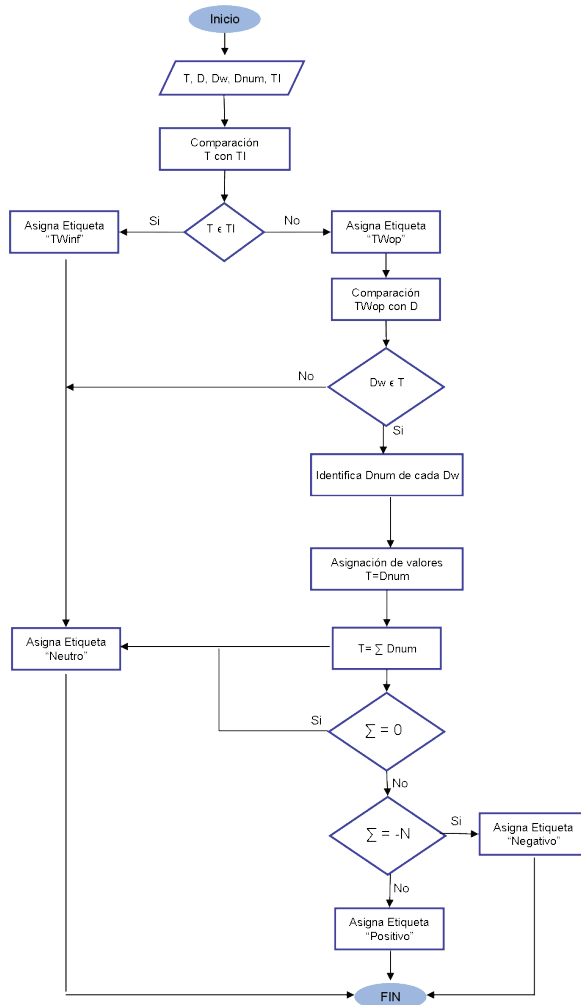 Inicio
T, D, Dw, Dnum, TI
Comparación
T con TI
Si
T ϵ TI
No
Asigna Etiqueta
“TWinf”
Asigna Etiqueta
“TWop”
Comparación
TWop con D
No
Dw ϵ T
Si
Identifica Dnum de cada Dw
Asignación de valores
T=Dnum
Asigna Etiqueta
“Neutro”
T= ∑ Dnum
Si
∑ = 0
No
∑ = -N
Si
Asigna Etiqueta
“Negativo”
No
Asigna Etiqueta
“Positivo”
FIN